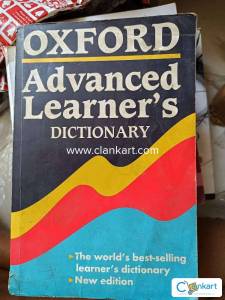 OXFORD
Advanced
Learner's
DICTIONARY
www.clankart.com
The world's best-selling
learner's dictionary
New edition
Clankart